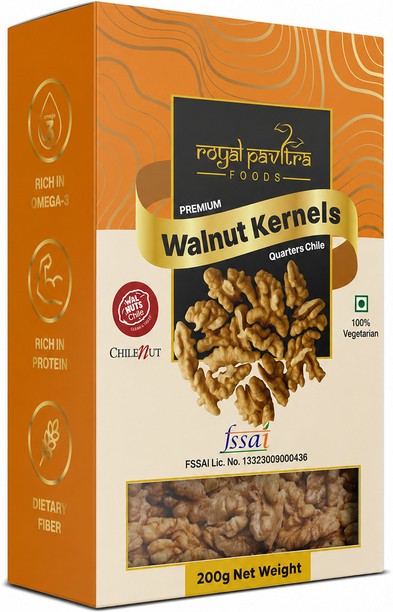 royal pavitra
FOODS
PREMIUM
Walnut Kernels
Quarters Chile
3
RICH IN
OMEGA-3
RICH IN
PROTEIN
DIETARY
FIBER
WAL
NUTS
Chile
CHILENUT
100%
Vegetarian
fssai
FSSAI Lic. No. 13323009000436
200g Net Weight